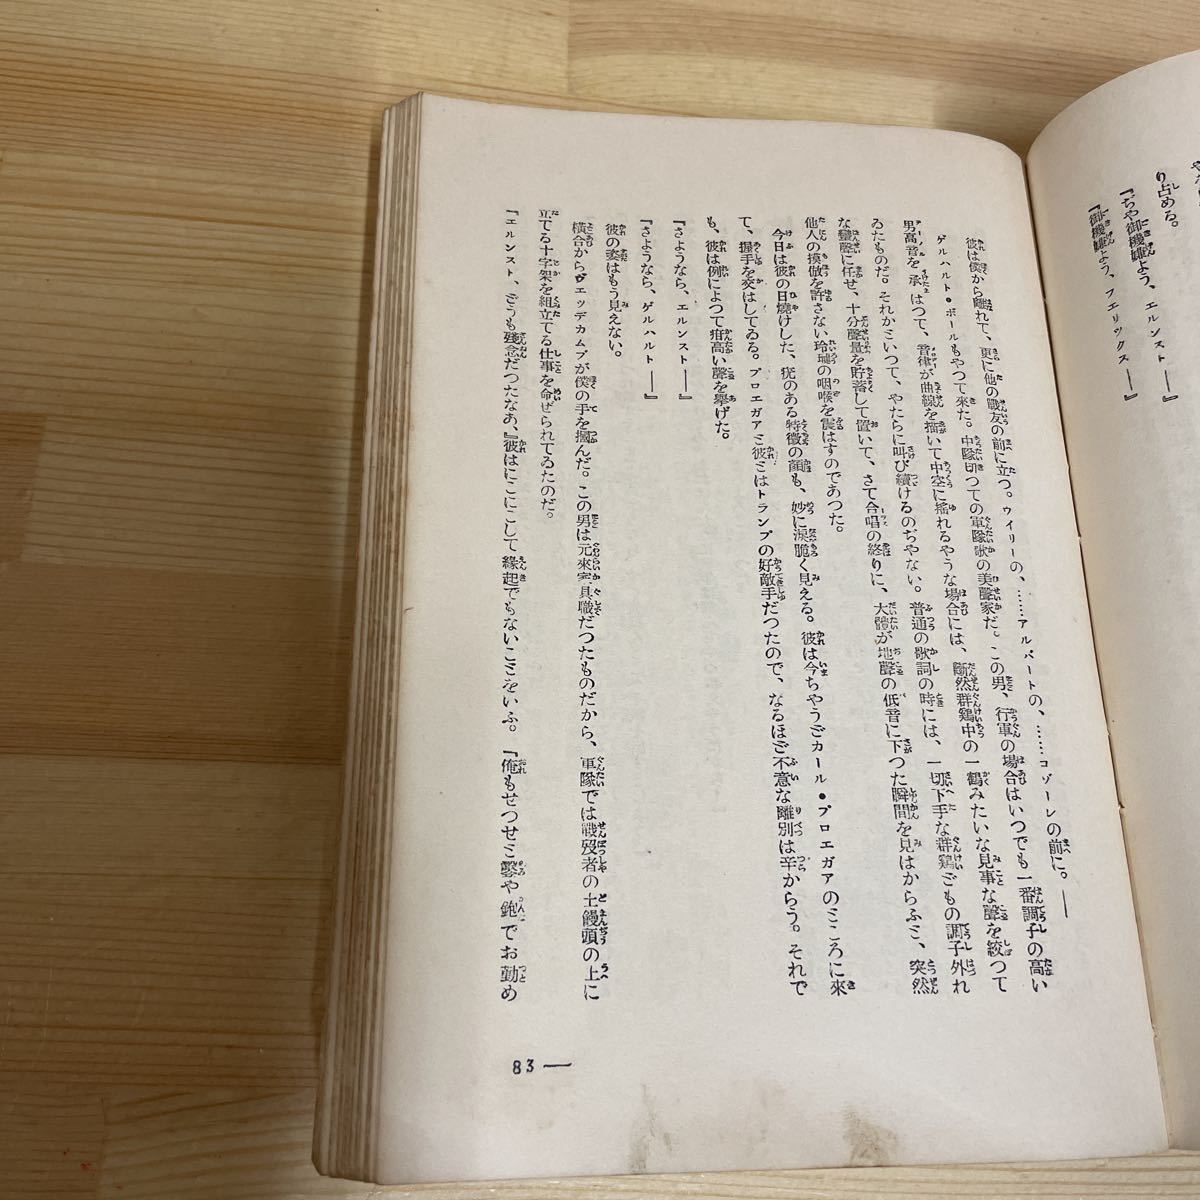 り占める。
『ぢや御機嫌よう、エルンスト――』
『御機嫌よう、フエリックス――』
彼は僕から離れて、更に他の戰友の前に立つ。ウイリーの、……アルバートの、……コゾーレの前に。――
ゲルハルト・ポールもやつて來た。中隊切つての軍隊歌の美聲家だ。この男、行軍の場合はいつでも一番調子の高い
男高音を承はつて、音律が曲線を描いて中空に搖れるやうな場合には、斷然群鷄中の一鶴みたいな見事な聲を絞つて
ゐたものだ。それかといつて、やたらに叫び續けるのぢやない。普通の歌詞の時には、一切下手な群鷄どもの調子外れ
な蠻聲に任せ、十分聲量を貯蓄して置いて、さて合唱の終りに、大體が地聲の低音に下つた瞬間を見はからふと、突然
他人の摸倣を許さない玲瓏の咽喉を震はすのであつた。
今日は彼の日燒けした、疣のある特徴の顏も、妙に淚脆く見える。彼は今ちやうどカール・ブロエガアのところに來
て、握手を交はしてゐる。ブロエガアと彼とはトランプの好敵手だつたので、なるほど不意な離別は辛からう。それで
も、彼は例によつて疳高い聲を擧げた。
『さようなら、エルンスト――』
『さようなら、ゲルハルト――』
彼の姿はもう見えない。
橫合からヴエッデカムプが僕の手を摑んだ。この男は元來家具職だつたものだから、軍隊では戰歿者の土饅頭の上に
立てる十字架を組立てる仕事を命ぜられてゐたのだ。
『エルンスト、どうも殘念だつたなあ、』彼はにこにこして緣起でもないことをいふ。『俺もせつせと鑿や鉋でお勤め
83 ―